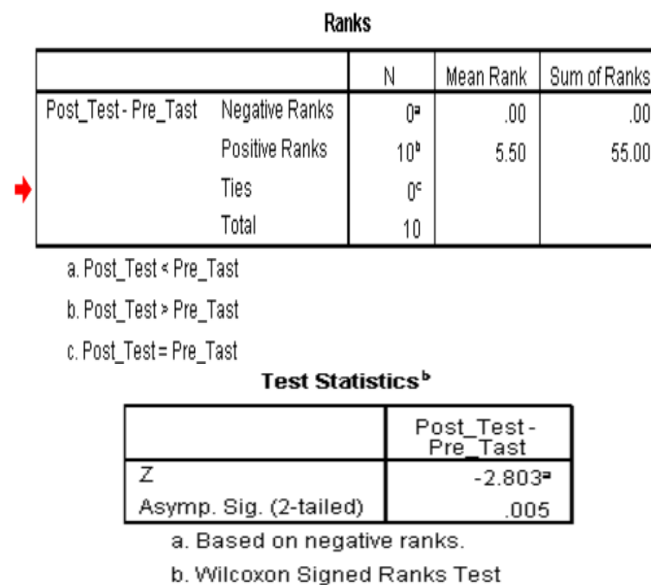 Ranks
N Mean Rank Sum of Ranks
Post_Test - Pre_Tast Negative Ranks 0a .00 .00
Positive Ranks 10b 5.50 55.00
Ties 0c
Total 10
a. Post_Test < Pre_Tast
b. Post_Test > Pre_Tast
c. Post_Test = Pre_Tast
Test Statisticsb
Post_Test -
Pre_Tast
Z -2.803a
Asymp. Sig. (2-tailed) .005
a. Based on negative ranks.
b. Wilcoxon Signed Ranks Test